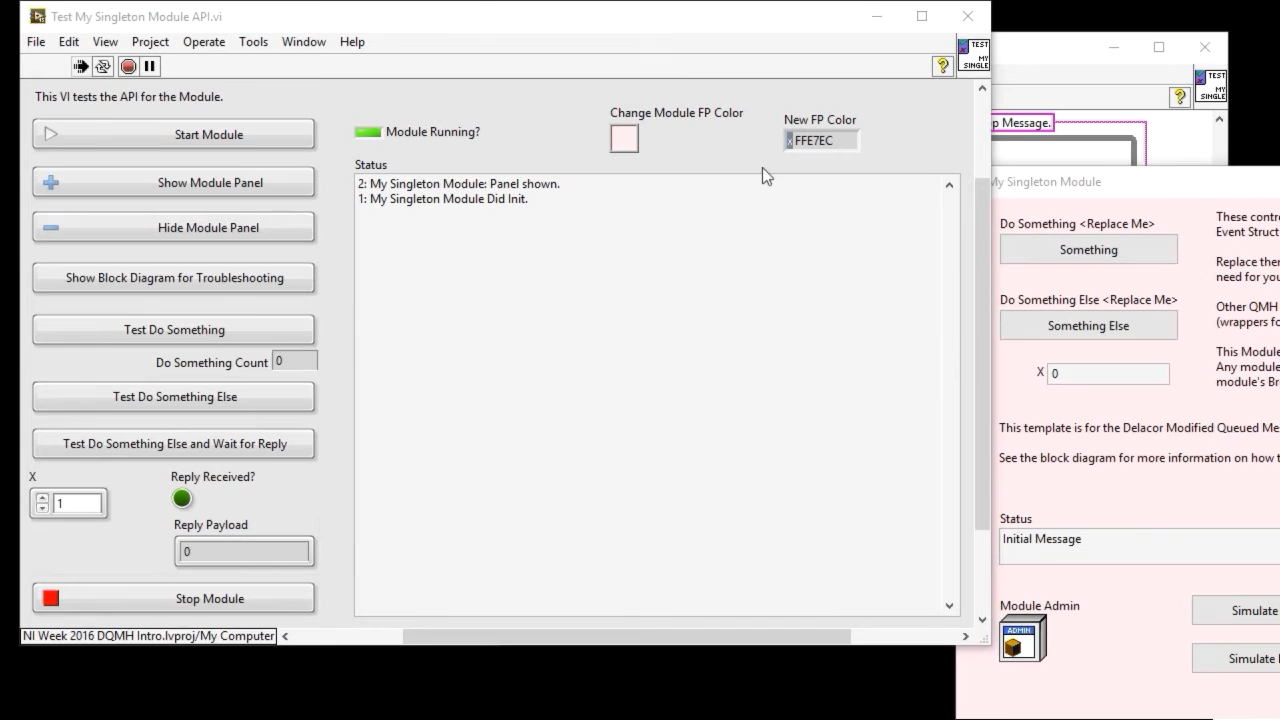 Test My Singleton Module API.vi
File Edit View Project Operate Tools Window Help
TEST
MY
SINGLE
This VI tests the API for the Module.
Start Module
Show Module Panel
Hide Module Panel
Show Block Diagram for Troubleshooting
Test Do Something
Do Something Count 0
Test Do Something Else
Test Do Something Else and Wait for Reply
X
1
Reply Received?
Reply Payload
0
Stop Module
NI Week 2016 DQMH Intro.lvproj/My Computer
Module Running?
Change Module FP Color
New FP Color
x FFE7EC
Status
2: My Singleton Module: Panel shown.
1: My Singleton Module Did Init.
TEST
MY
SINGLE
p Message.
My Singleton Module
Do Something <Replace Me>
Something
Do Something Else <Replace Me>
Something Else
X 0
These contr
Event Struct
Replace ther
need for you
Other QMH
(wrappers fo
This Module
Any module
module's Br
This template is for the Delacor Modified Queued Me
See the block diagram for more information on how t
Status
Initial Message
Module Admin
ADMIN
Simulate
Simulate